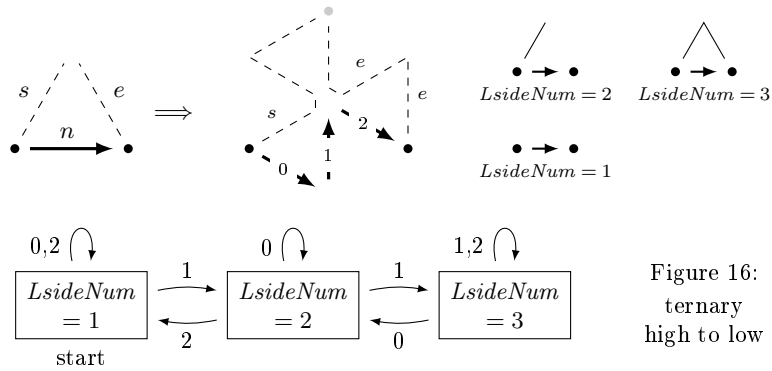 s
e
n
⟹
e
e
s
0
1
2
LsideNum = 2
LsideNum = 3
LsideNum = 1
0,2
0
1,2
LsideNum
= 1
1
2
LsideNum
= 2
1
0
LsideNum
= 3
start
Figure 16:
ternary
high to low